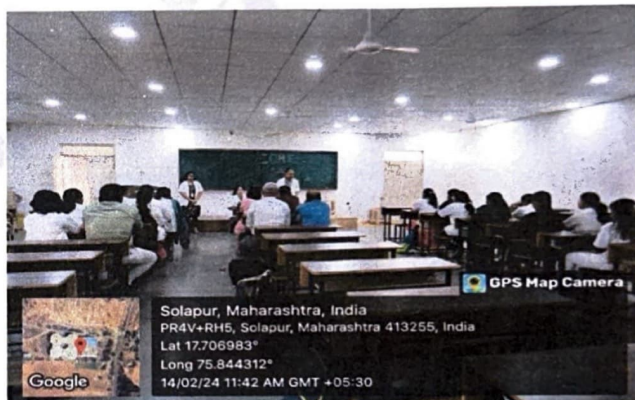 GPS Map Camera
Solapur, Maharashtra, India
PR4V+RH5, Solapur, Maharashtra 413255, India
Lat 17.706983°
Long 75.844312°
14/02/24 11:42 AM GMT +05:30
Google